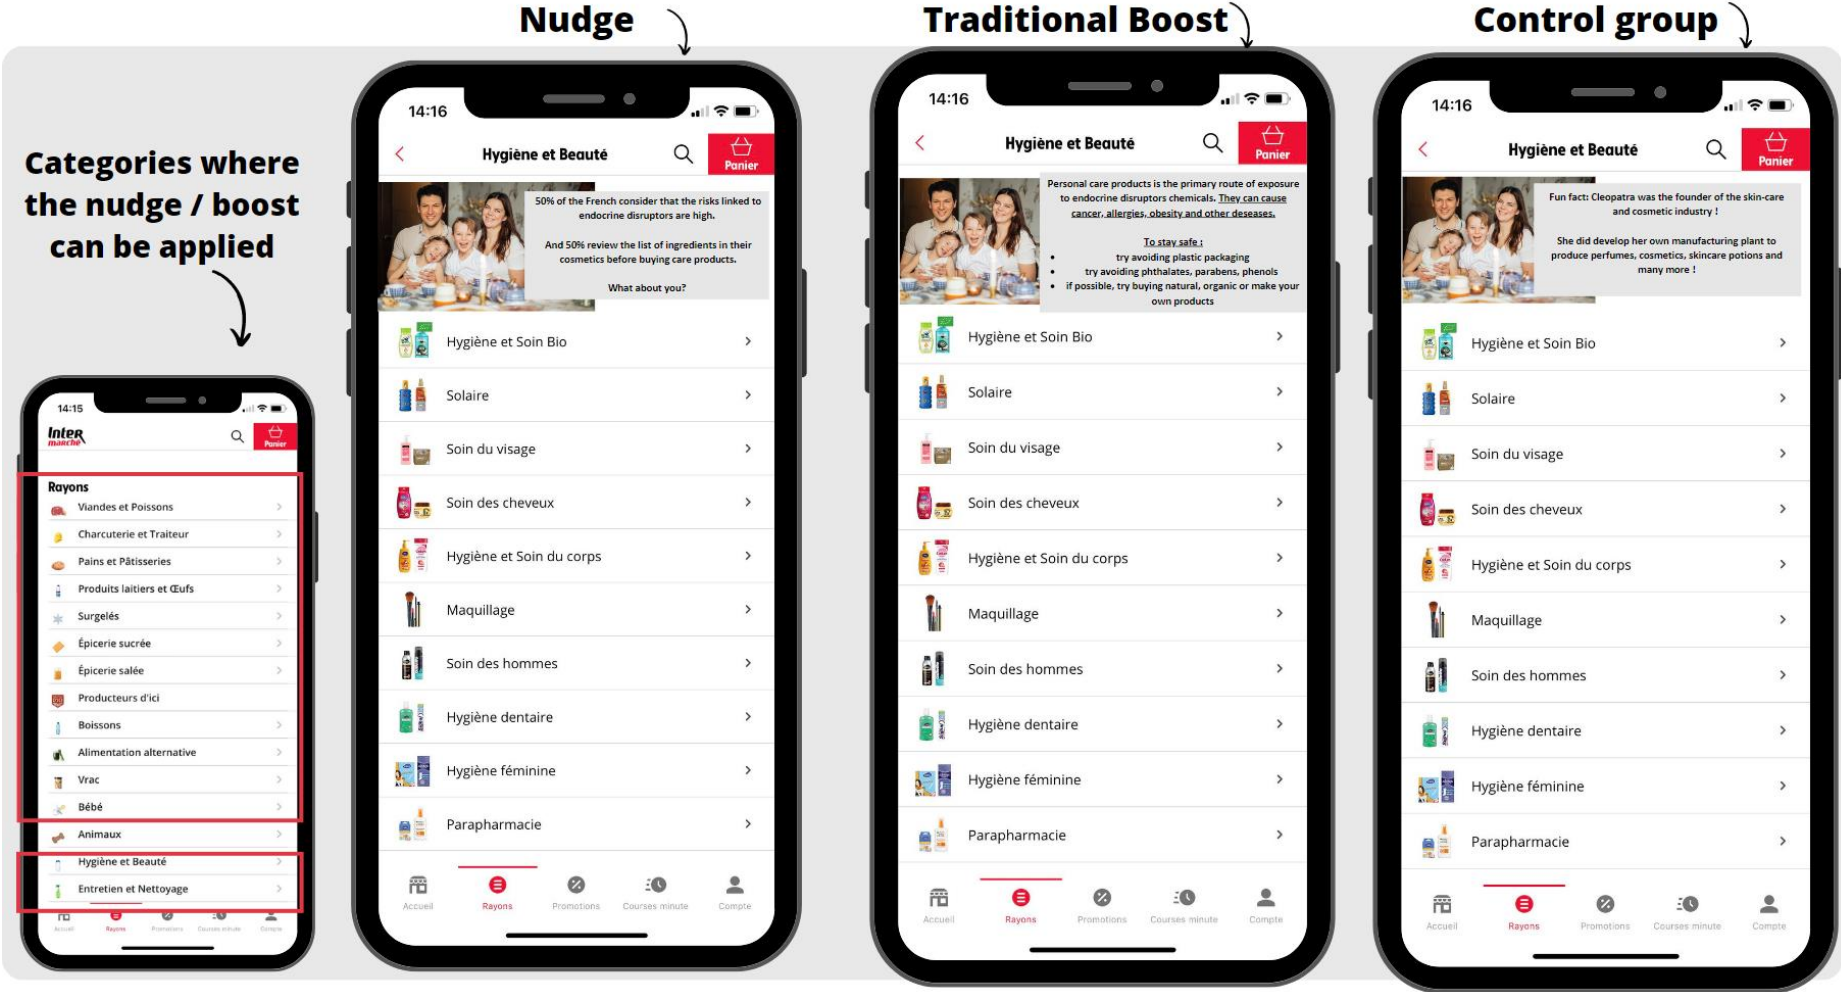 Nudge
Traditional Boost
Control group
Categories where
the nudge / boost
can be applied
14:15
Inter
marché
Panier
Rayons
Viandes et Poissons
Charcuterie et Traiteur
Pains et Pâtisseries
Produits laitiers et Œufs
Surgelés
Épicerie sucrée
Épicerie salée
Producteurs d'ici
Boissons
Alimentation alternative
Vrac
Bébé
Animaux
Hygiène et Beauté
Entretien et Nettoyage
Accueil
Rayons
Promotions
Courses minute
Compte
14:16
Hygiène et Beauté
Panier
50% of the French consider that the risks linked to
endocrine disruptors are high.
And 50% review the list of ingredients in their
cosmetics before buying care products.
What about you?
Hygiène et Soin Bio
Solaire
Soin du visage
Soin des cheveux
Hygiène et Soin du corps
Maquillage
Soin des hommes
Hygiène dentaire
Hygiène féminine
Parapharmacie
Accueil
Rayons
Promotions
Courses minute
Compte
14:16
Hygiène et Beauté
Panier
Personal care products is the primary route of exposure
to endocrine disruptors chemicals. They can cause
cancer, allergies, obesity and other deseases.
To stay safe :
• try avoiding plastic packaging
• try avoiding phthalates, parabens, phenols
• if possible, try buying natural, organic or make your
own products
Hygiène et Soin Bio
Solaire
Soin du visage
Soin des cheveux
Hygiène et Soin du corps
Maquillage
Soin des hommes
Hygiène dentaire
Hygiène féminine
Parapharmacie
Accueil
Rayons
Promotions
Courses minute
Compte
14:16
Hygiène et Beauté
Panier
Fun fact: Cleopatra was the founder of the skin-care
and cosmetic industry !
She did develop her own manufacturing plant to
produce perfumes, cosmetics, skincare potions and
many more !
Hygiène et Soin Bio
Solaire
Soin du visage
Soin des cheveux
Hygiène et Soin du corps
Maquillage
Soin des hommes
Hygiène dentaire
Hygiène féminine
Parapharmacie
Accueil
Rayons
Promotions
Courses minute
Compte